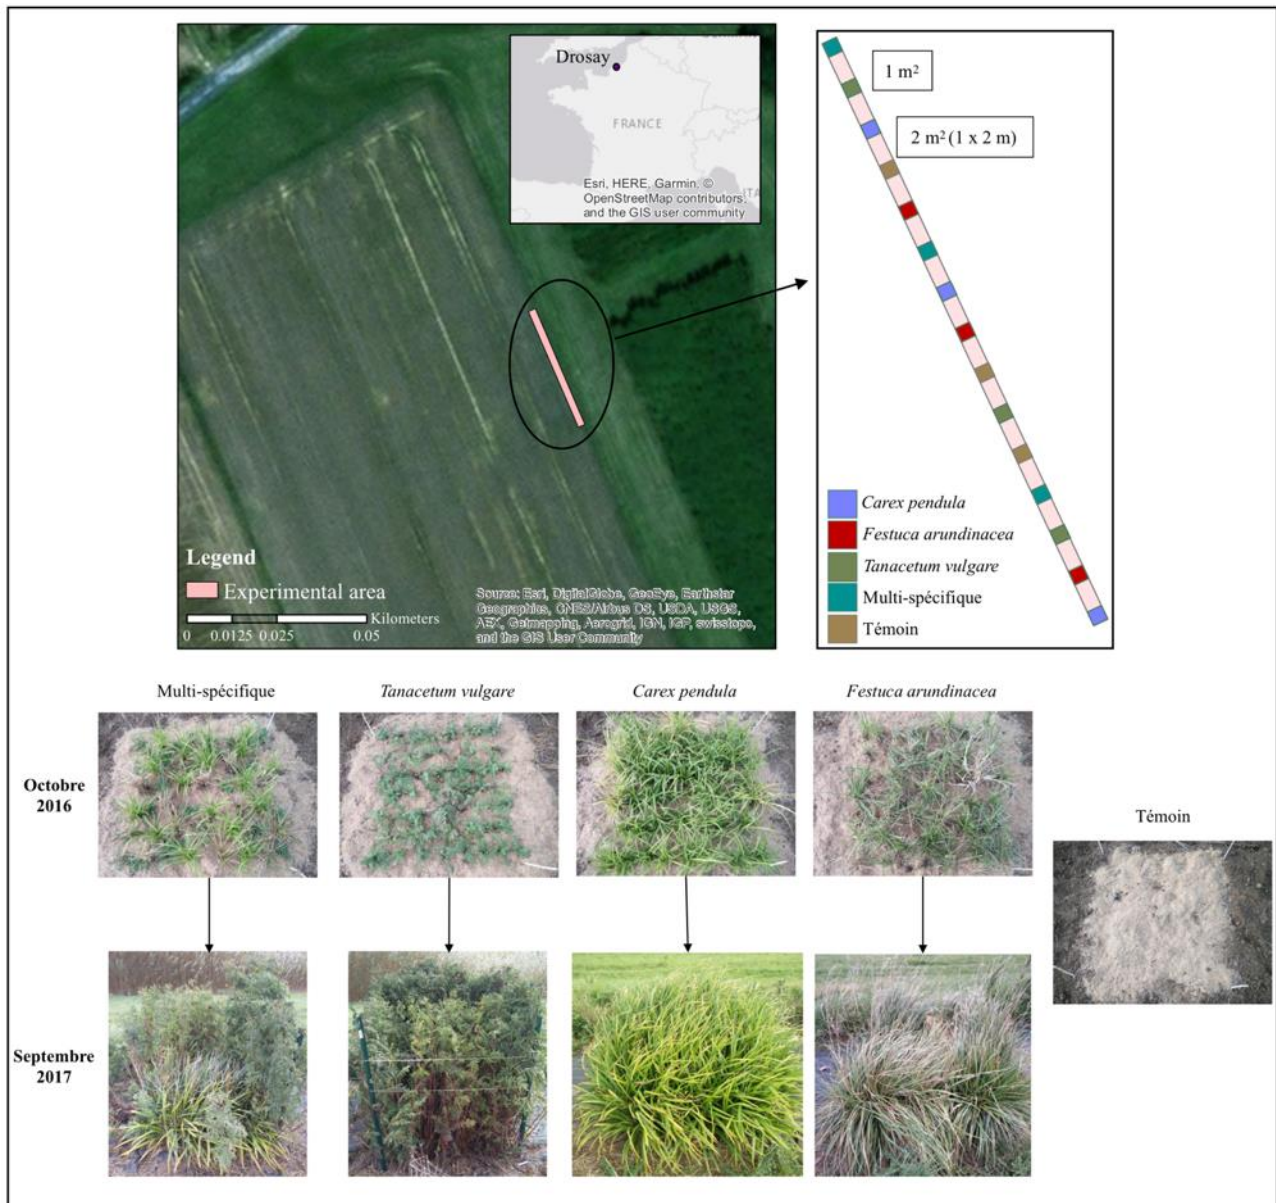 Drosay
FRANCE
ITA
Esri, HERE, Garmin, ©
OpenStreetMap contributors,
and the GIS user community
Legend
Experimental area
Kilometers
0 0.0125 0.025 0.05
Source: Esri, DigitalGlobe, GeoEye, Earthstar
Geographics, CNES/Airbus DS, USDA, USGS,
AEX, Getmapping, Aerogrid, IGN, IGP, swisstopo,
and the GIS User Community
1 m²
2 m² (1 x 2 m)
Carex pendula
Festuca arundinacea
Tanacetum vulgare
Multi-spécifique
Témoin
Multi-spécifique
Tanacetum vulgare
Carex pendula
Festuca arundinacea
Octobre
2016
Témoin
Septembre
2017